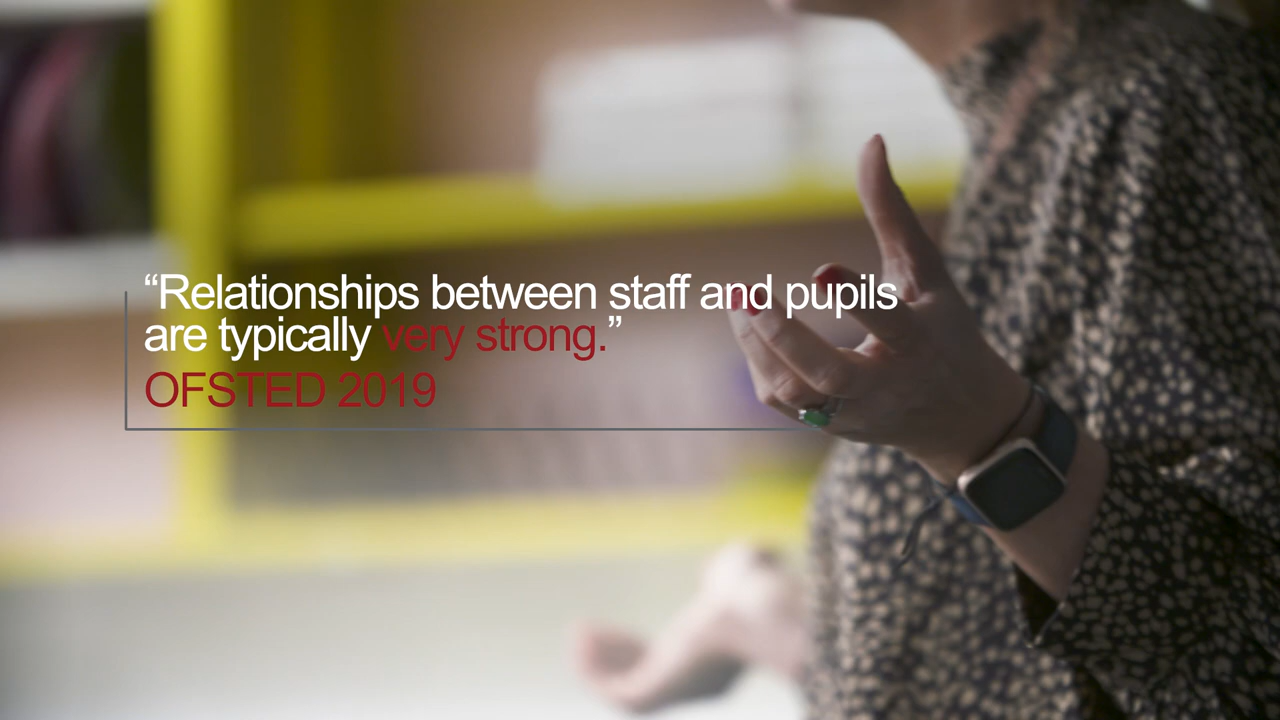 “Relationships between staff and pupils
are typically very strong.”
OFSTED 2019